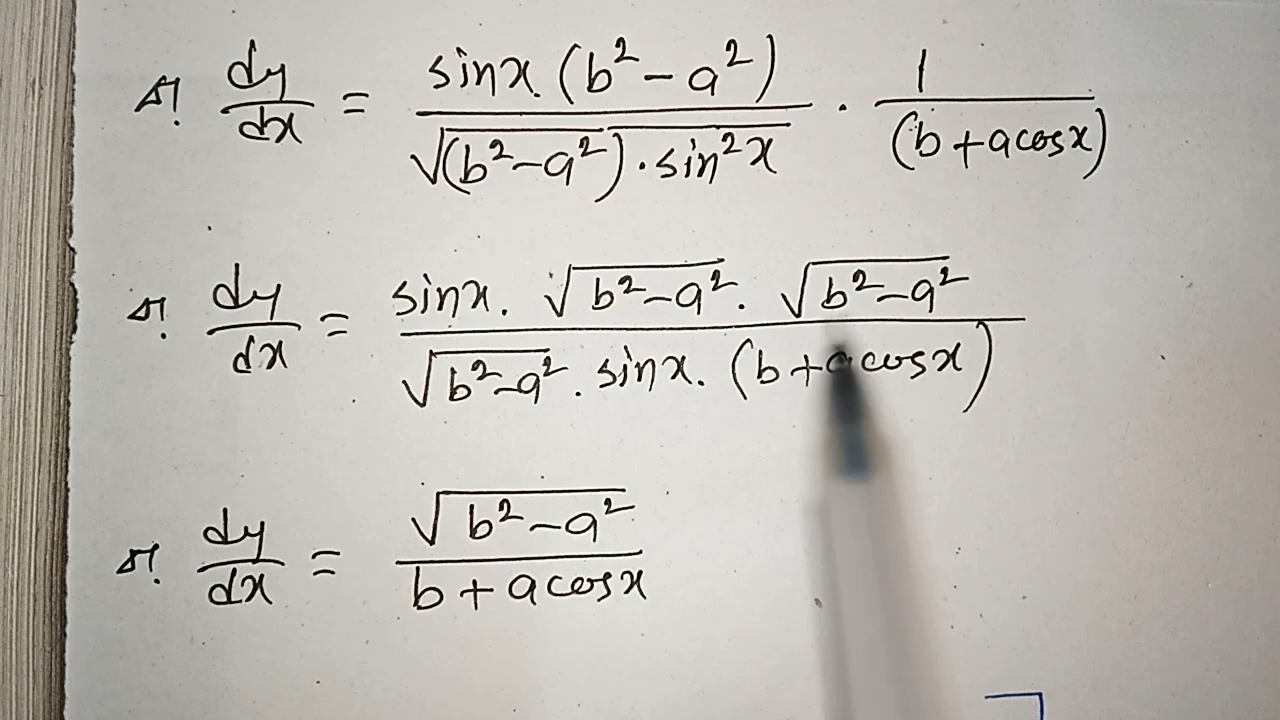 বা, dy/dx = sinx (b² - a²) / √(b² - a²) · sin²x · 1 / (b + acosx)
বা, dy/dx = sinx · √b² - a² · √b² - a² / √b² - a² · sinx · (b + acosx)
বা, dy/dx = √b² - a² / b + acosx